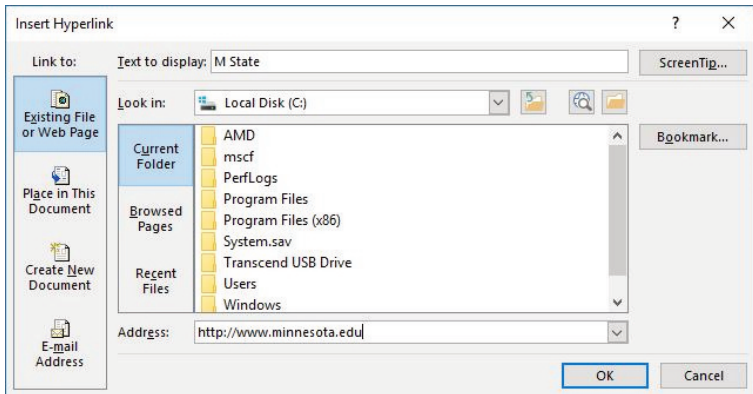 Insert Hyperlink
?
Link to:
Text to display: M State
ScreenTip...
Existing File
or Web Page
Look in:
Local Disk (C:)
Bookmark...
Place in This
Document
Create New
Document
E-mail
Address
Current
Folder
Browsed
Pages
Recent
Files
AMD
mscf
PerfLogs
Program Files
Program Files (x86)
System.sav
Transcend USB Drive
Users
Windows
Address: http://www.minnesota.edu
OK
Cancel